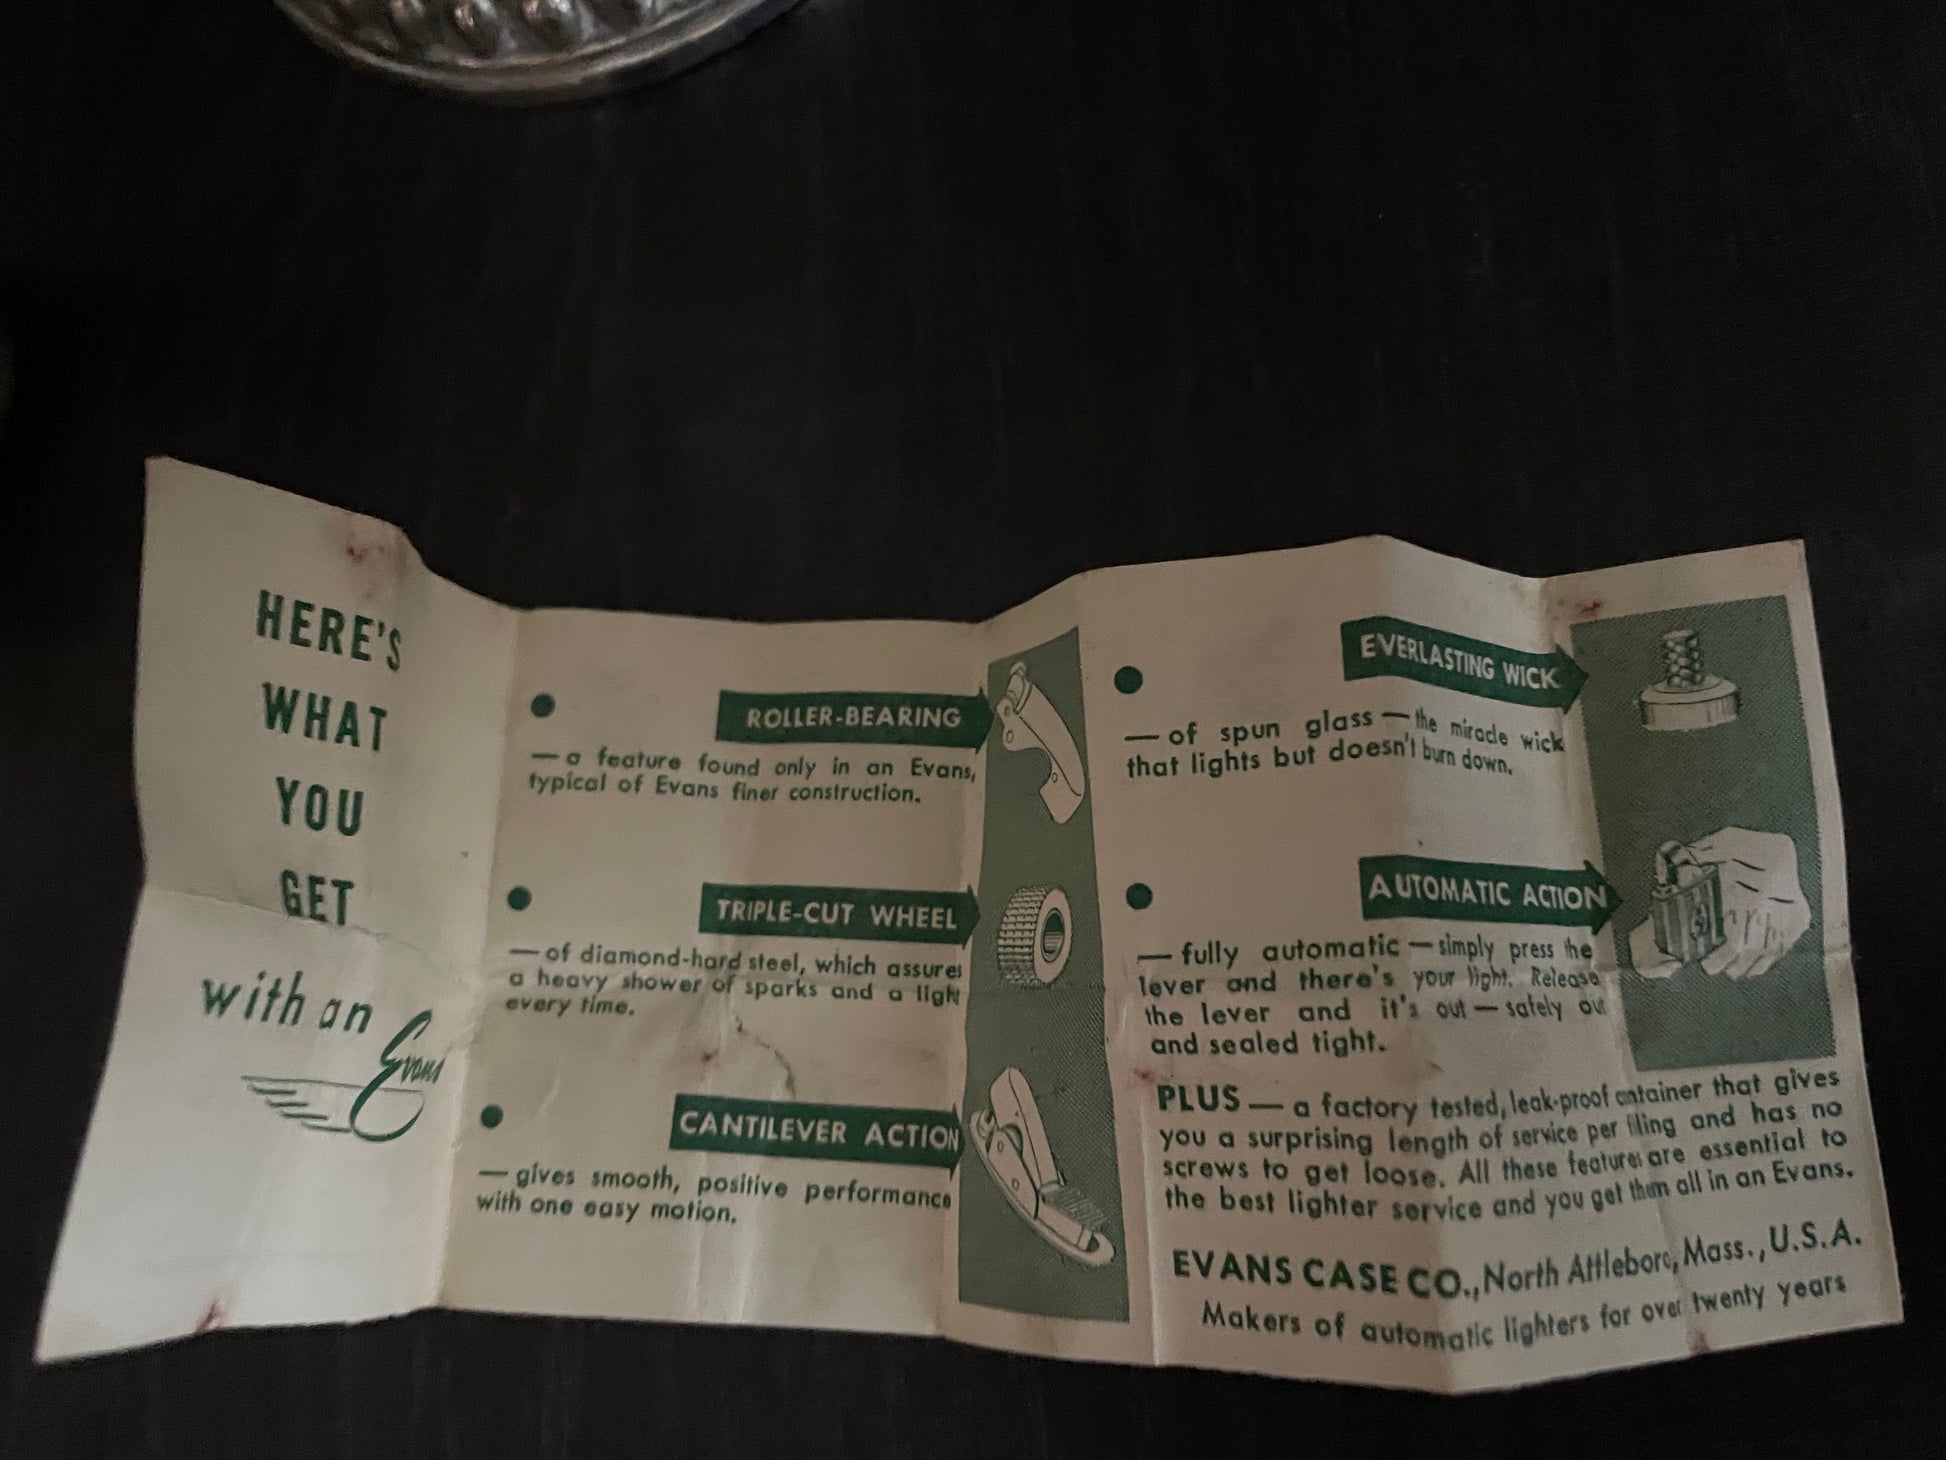 HERE'S
WHAT
YOU
GET
with an Evans
ROLLER-BEARING
— a feature found only in an Evans,
typical of Evans finer construction.
TRIPLE-CUT WHEEL
— of diamond-hard steel, which assures
a heavy shower of sparks and a light
every time.
CANTILEVER ACTION
— gives smooth, positive performance
with one easy motion.
EVERLASTING WICK
— of spun glass — the miracle wick
that lights but doesn't burn down.
AUTOMATIC ACTION
— fully automatic — simply press the
lever and there's your light. Release
the lever and it's out — safely out
and sealed tight.
PLUS — a factory tested, leak-proof container that gives
you a surprising length of service per filling and has no
screws to get loose. All these features are essential to
the best lighter service and you get them all in an Evans.
EVANS CASE CO., North Attleboro, Mass., U.S.A.
Makers of automatic lighters for over twenty years